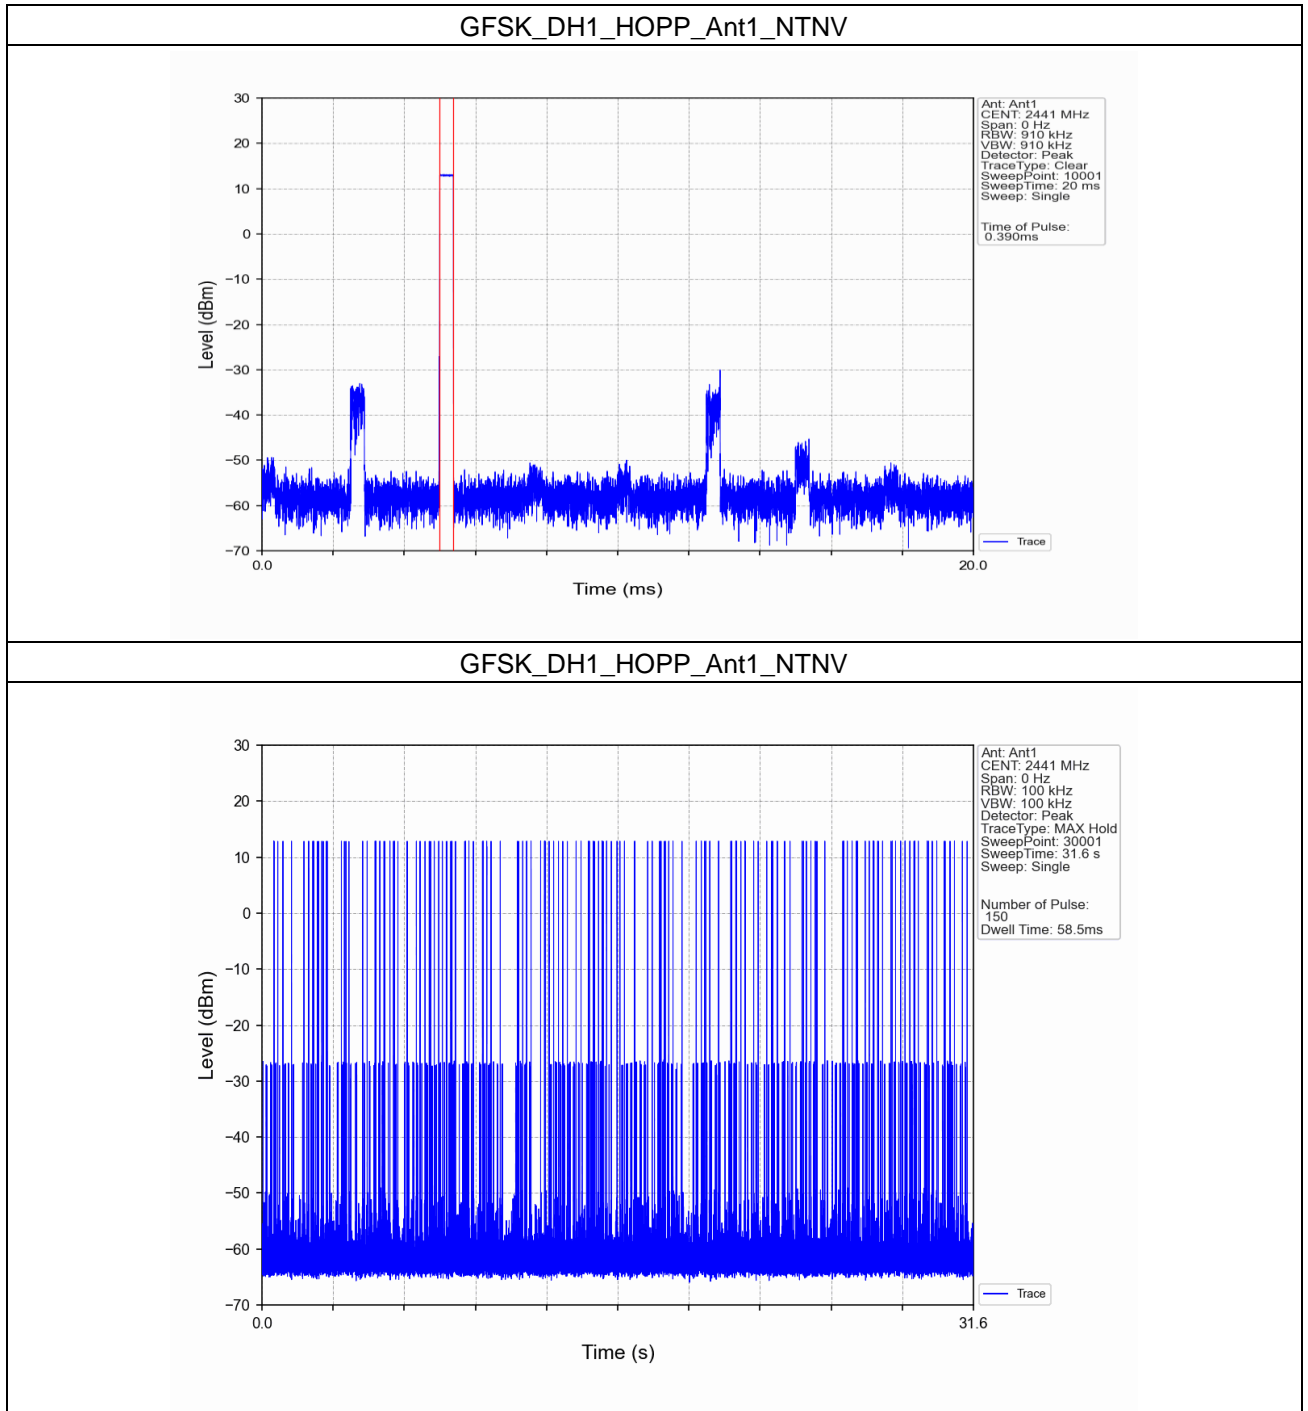 GFSK_DH1_HOPP_Ant1_NTNV
30
20
10
0
−10
−20
−30
−40
−50
−60
−70
Level (dBm)
0.0
20.0
Time (ms)
Ant: Ant1
CENT: 2441 MHz
Span: 0 Hz
RBW: 910 kHz
VBW: 910 kHz
Detector: Peak
TraceType: Clear
SweepPoint: 10001
SweepTime: 20 ms
Sweep: Single
Time of Pulse:
0.390ms
Trace
GFSK_DH1_HOPP_Ant1_NTNV
30
20
10
0
−10
−20
−30
−40
−50
−60
−70
Level (dBm)
0.0
31.6
Time (s)
Ant: Ant1
CENT: 2441 MHz
Span: 0 Hz
RBW: 100 kHz
VBW: 100 kHz
Detector: Peak
TraceType: MAX Hold
SweepPoint: 30001
SweepTime: 31.6 s
Sweep: Single
Number of Pulse:
150
Dwell Time: 58.5ms
Trace